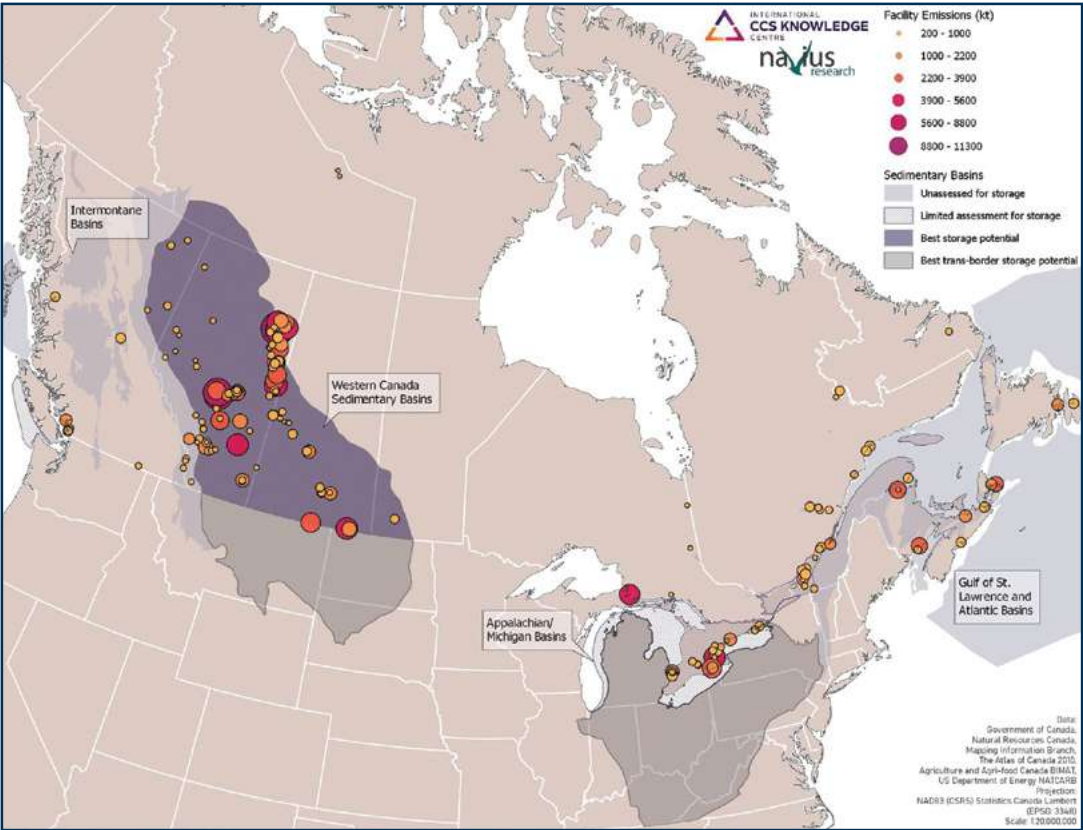 INTERNATIONAL
CCS KNOWLEDGE
CENTRE
navius
research
Facility Emissions (kt)
200 - 1000
1000 - 2200
2200 - 3900
3900 - 5600
5600 - 8800
8800 - 11300
Sedimentary Basins
Unassessed for storage
Limited assessment for storage
Best storage potential
Best trans-border storage potential
Intermontane
Basins
Western Canada
Sedimentary Basins
Appalachian/
Michigan Basins
Gulf of St.
Lawrence and
Atlantic Basins
Data:
Government of Canada,
Natural Resources Canada,
Mapping Information Branch,
The Atlas of Canada 2010,
Agriculture and Agri-food Canada BIMAT,
US Department of Energy NATCARB
Projection:
NAD83 (CSRS) Statistics Canada Lambert
(EPSG: 3348)
Scale: 1:20,000,000